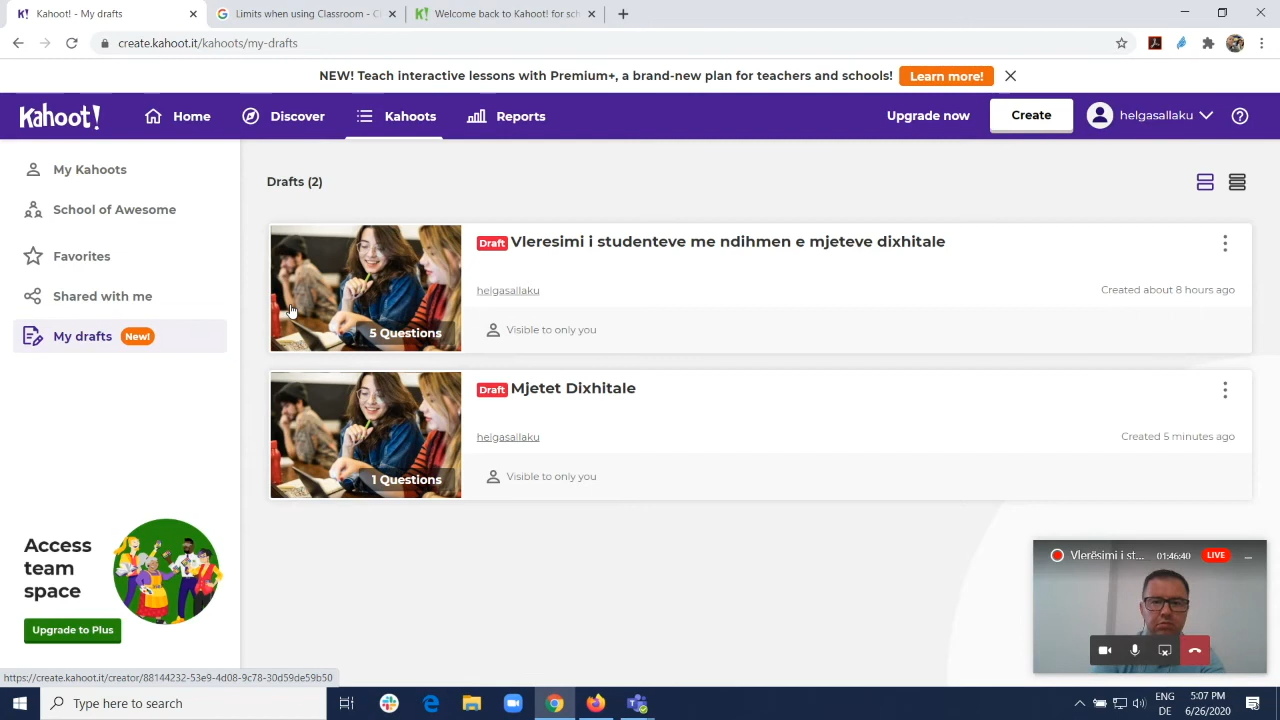 Kahoot! - My drafts
Limits when using Classroom - C
Welcome back to Kahoot! for sch
create.kahoot.it/kahoots/my-drafts
NEW! Teach interactive lessons with Premium+, a brand-new plan for teachers and schools!
Learn more!
Kahoot!
Home
Discover
Kahoots
Reports
Upgrade now
Create
helgasallaku
My Kahoots
School of Awesome
Favorites
Shared with me
My drafts
New!
Drafts (2)
Draft Vleresimi i studenteve me ndihmen e mjeteve dixhitale
helgasallaku
Created about 8 hours ago
5 Questions
Visible to only you
Draft Mjetet Dixhitale
helgasallaku
Created 5 minutes ago
1 Questions
Visible to only you
Access
team
space
Upgrade to Plus
Vlerësimi i st...
01:46:40
LIVE
https://create.kahoot.it/creator/88144232-53e9-4d08-9c78-30d59de59b50
Type here to search
ENG
DE
5:07 PM
6/26/2020